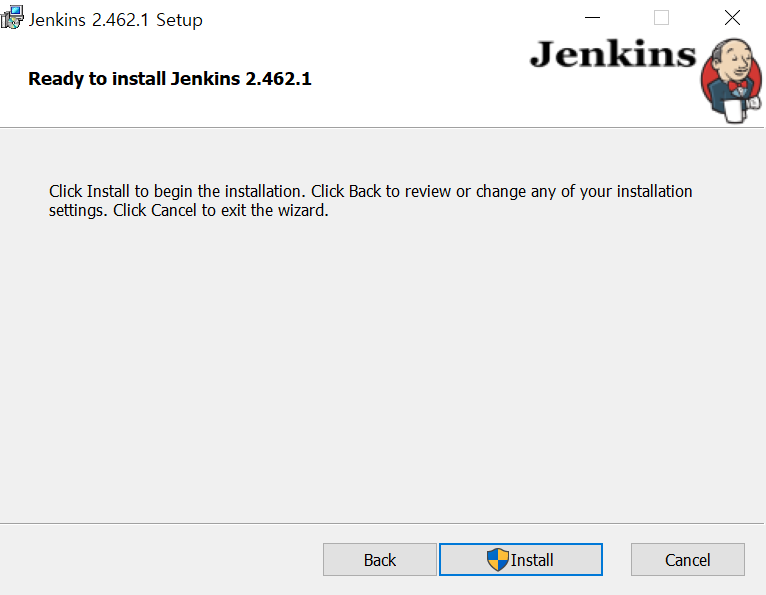 Jenkins 2.462.1 Setup
Jenkins
Ready to install Jenkins 2.462.1
Click Install to begin the installation. Click Back to review or change any of your installation
settings. Click Cancel to exit the wizard.
Back
Install
Cancel